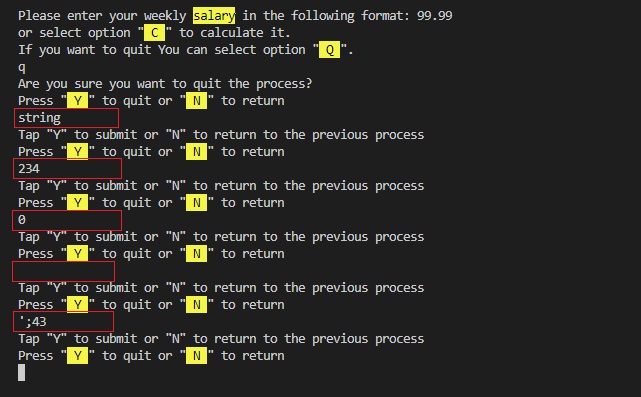 Please enter your weekly salary in the following format: 99.99
or select option " C " to calculate it.
If you want to quit You can select option " Q ".
q
Are you sure you want to quit the process?
Press " Y " to quit or " N " to return
string
Tap "Y" to submit or "N" to return to the previous process
Press " Y " to quit or " N " to return
234
Tap "Y" to submit or "N" to return to the previous process
Press " Y " to quit or " N " to return
0
Tap "Y" to submit or "N" to return to the previous process
Press " Y " to quit or " N " to return
Tap "Y" to submit or "N" to return to the previous process
Press " Y " to quit or " N " to return
';43
Tap "Y" to submit or "N" to return to the previous process
Press " Y " to quit or " N " to return